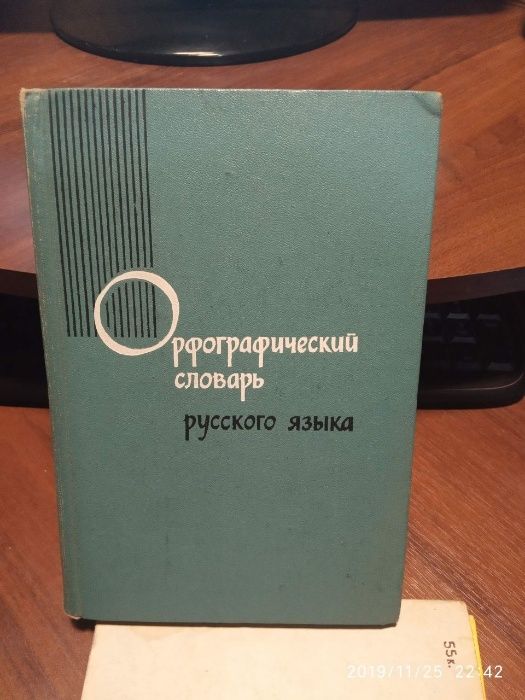 Орфографический
словарь
русского языка
55к.
2019/11/25 22:42